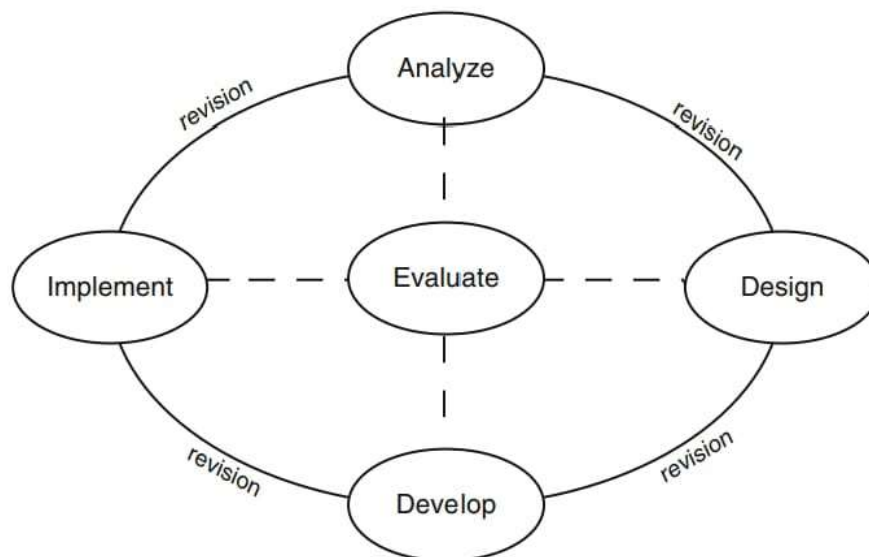 Analyze
revision
revision
Implement
Evaluate
Design
revision
revision
Develop